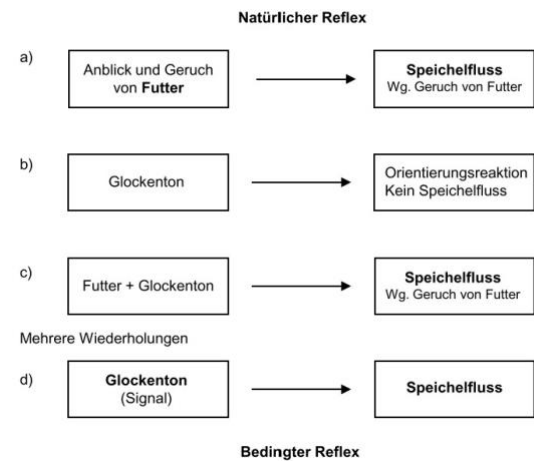 Natürlicher Reflex
a)
Anblick und Geruch
von Futter
Speichelfluss
Wg. Geruch von Futter
b)
Glockenton
Orientierungsreaktion
Kein Speichelfluss
c)
Futter + Glockenton
Speichelfluss
Wg. Geruch von Futter
Mehrere Wiederholungen
d)
Glockenton
(Signal)
Speichelfluss
Bedingter Reflex